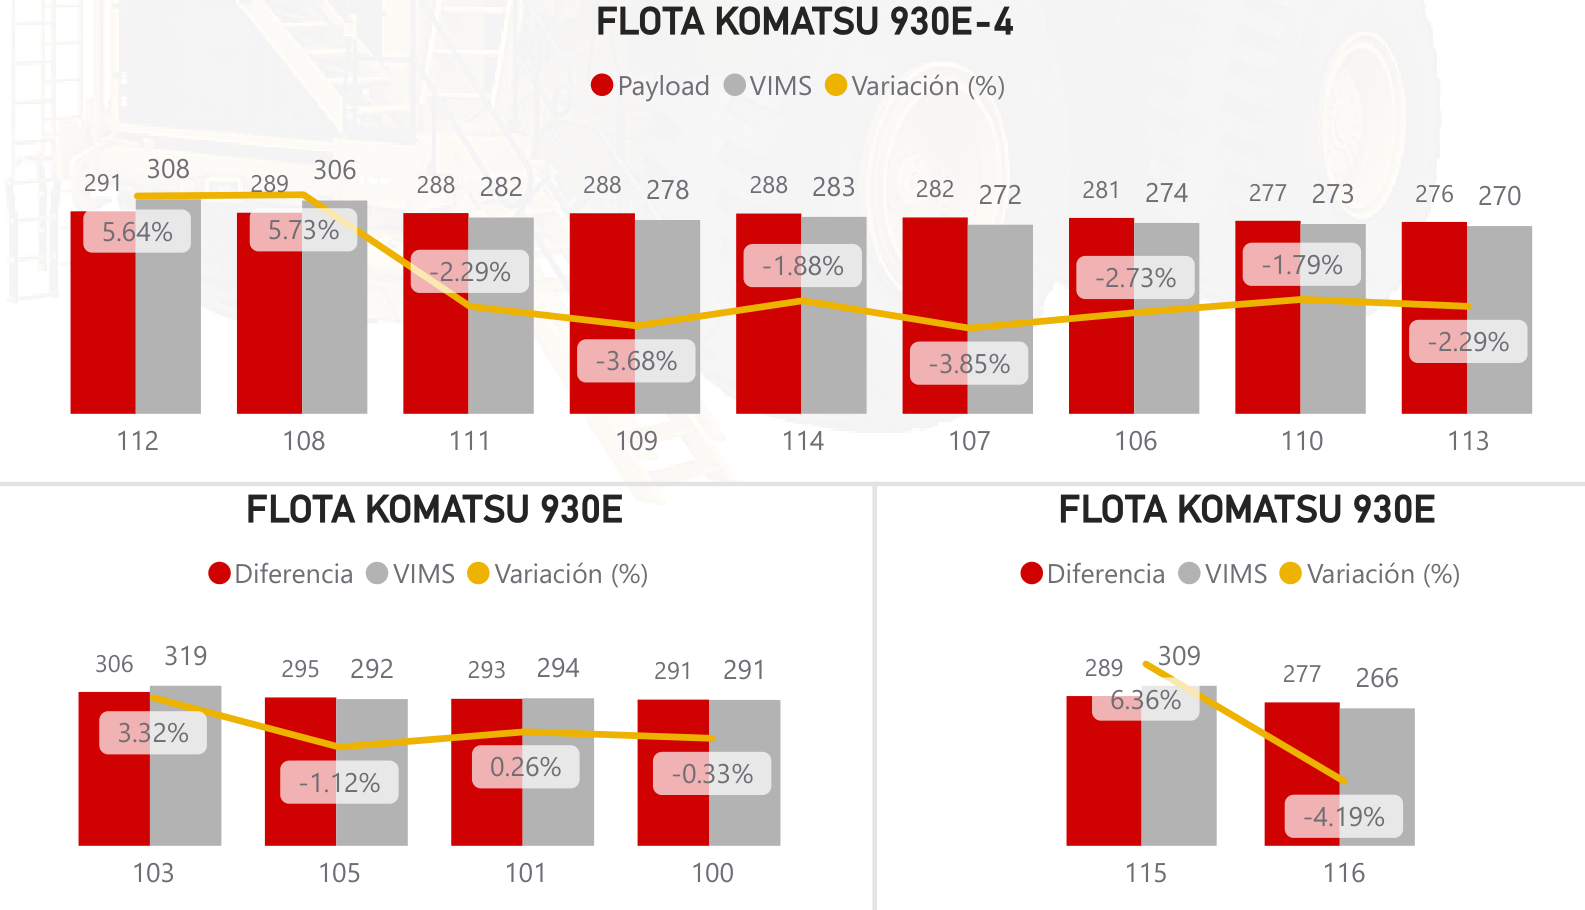 FLOTA KOMATSU 930E-4
Payload VIMS Variación (%)
291 308 289 306 288 282 288 278 288 283 282 272 281 274 277 273 276 270
5.64% 5.73% -2.29% -3.68% -1.88% -3.85% -2.73% -1.79% -2.29%
112 108 111 109 114 107 106 110 113
FLOTA KOMATSU 930E
Diferencia VIMS Variación (%)
306 319 295 292 293 294 291 291
3.32% -1.12% 0.26% -0.33%
103 105 101 100
FLOTA KOMATSU 930E
Diferencia VIMS Variación (%)
289 309 277 266
6.36% -4.19%
115 116